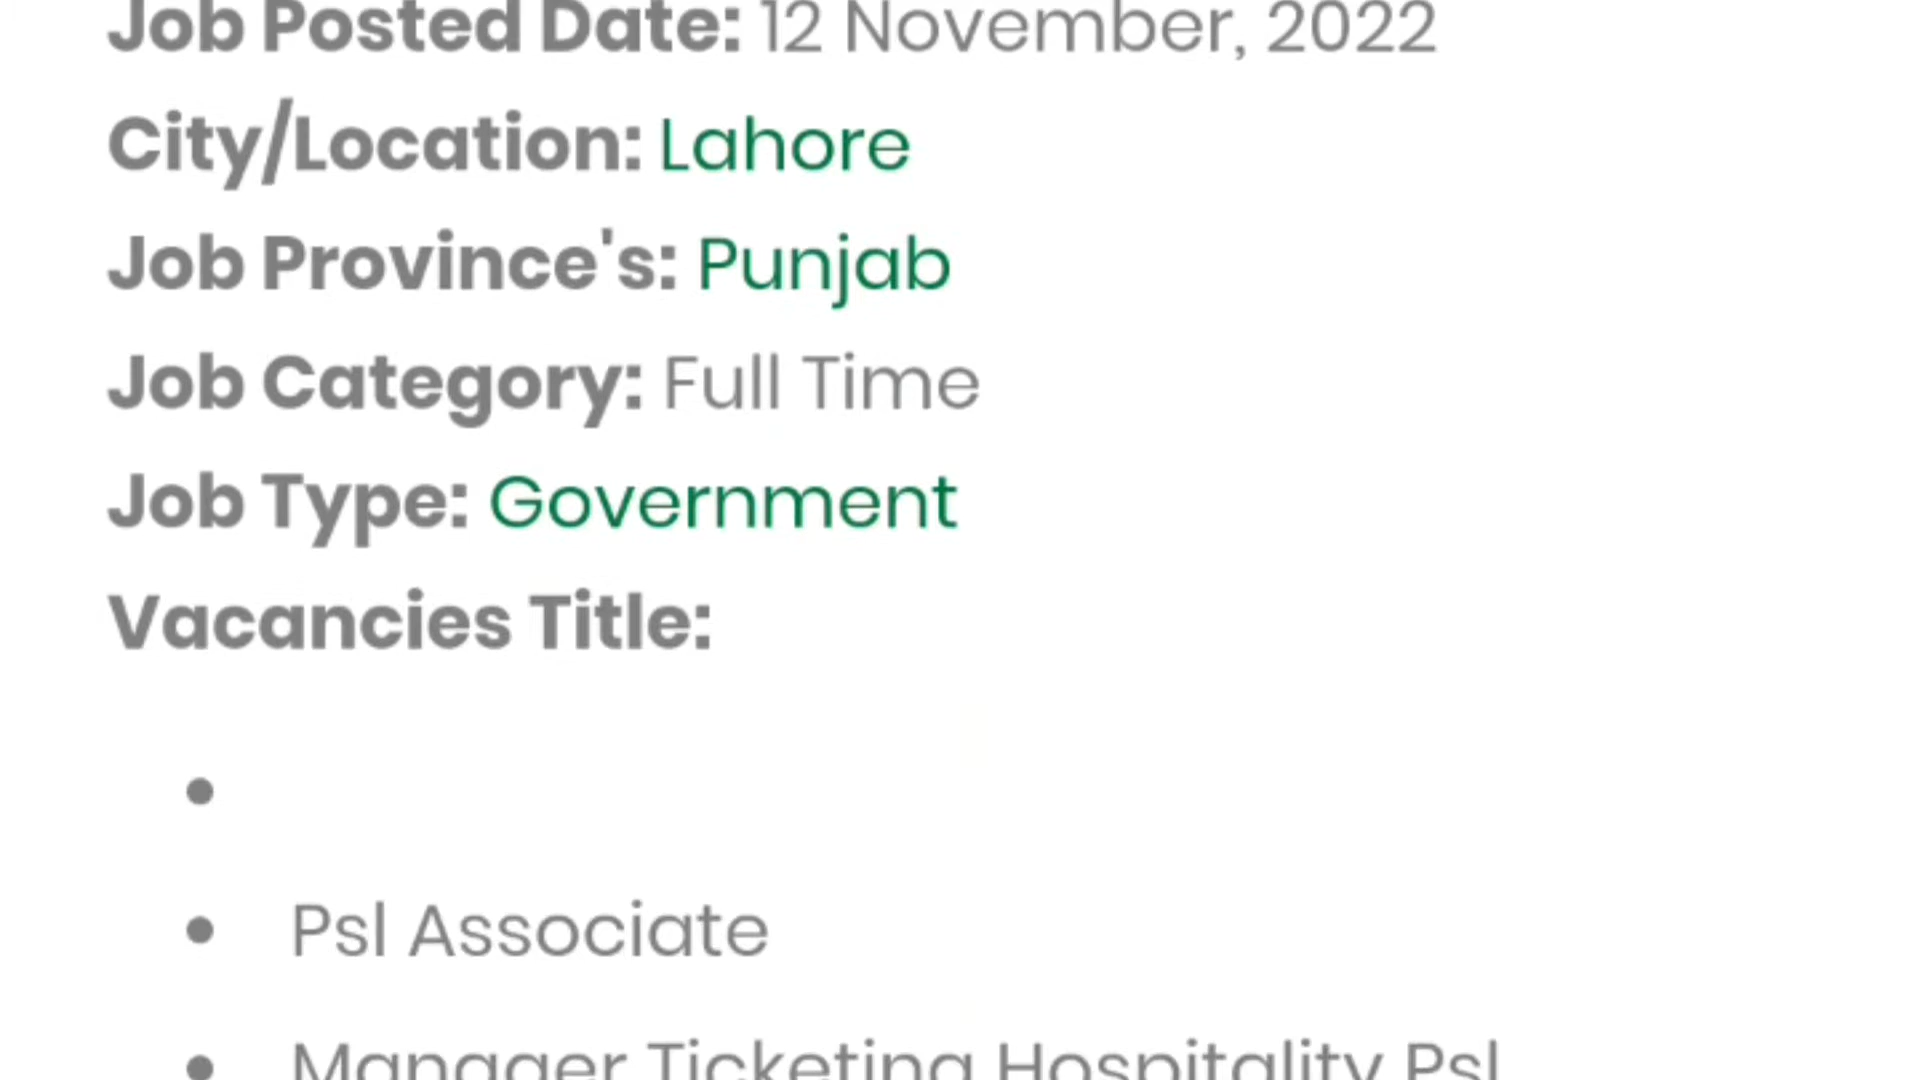 Job Posted Date: 12 November, 2022
City/Location: Lahore
Job Province's: Punjab
Job Category: Full Time
Job Type: Government
Vacancies Title:
•
• Psl Associate
• Manager Ticketing Hospitality Psl